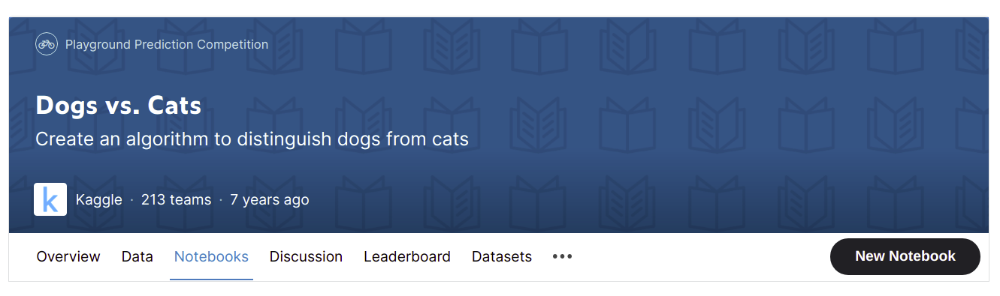 Playground Prediction Competition
Dogs vs. Cats
Create an algorithm to distinguish dogs from cats
k Kaggle · 213 teams · 7 years ago
Overview Data Notebooks Discussion Leaderboard Datasets ••• New Notebook